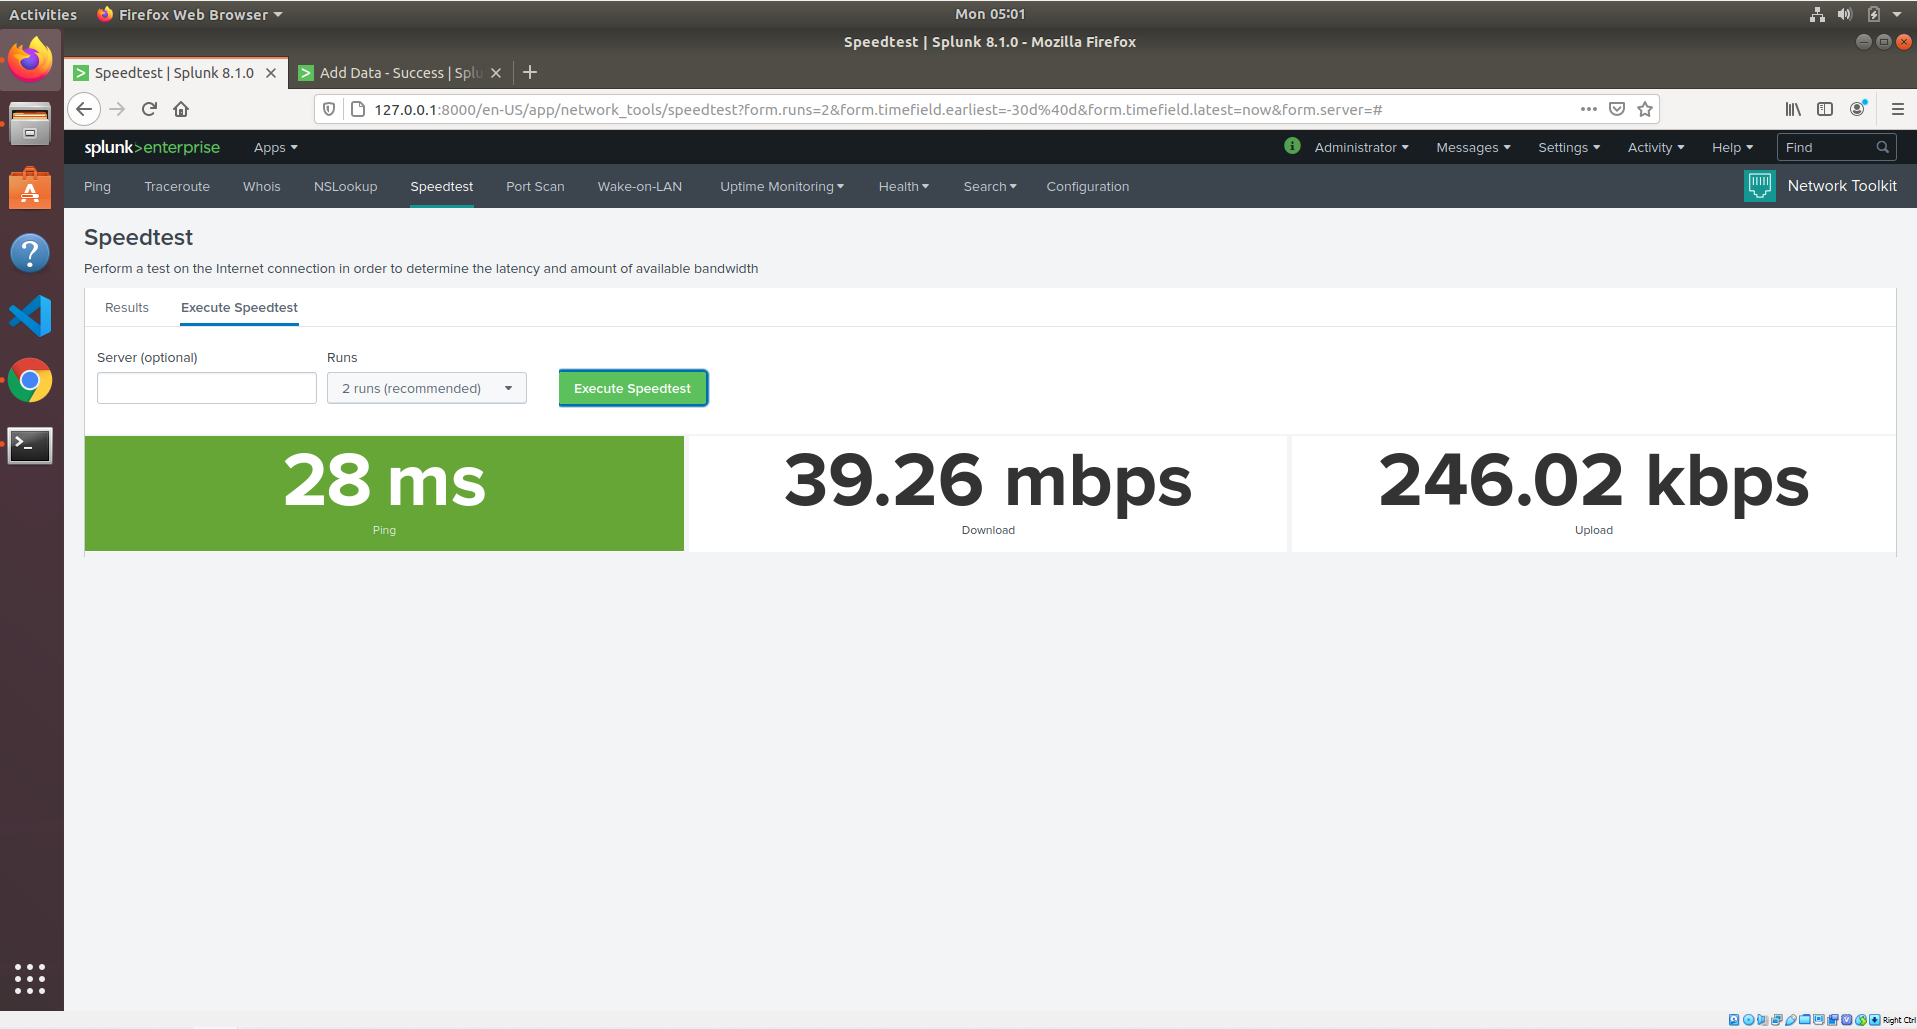 Activities Firefox Web Browser Mon 05:01
Speedtest | Splunk 8.1.0 - Mozilla Firefox
Speedtest | Splunk 8.1.0 Add Data - Success | Splu
127.0.0.1:8000/en-US/app/network_tools/speedtest?form.runs=2&form.timefield.earliest=-30d%40d&form.timefield.latest=now&form.server=#
splunk>enterprise Apps Administrator Messages Settings Activity Help Find
Ping Traceroute Whois NSLookup Speedtest Port Scan Wake-on-LAN Uptime Monitoring Health Search Configuration Network Toolkit
Speedtest
Perform a test on the Internet connection in order to determine the latency and amount of available bandwidth
Results Execute Speedtest
Server (optional) Runs
2 runs (recommended) Execute Speedtest
28 ms 39.26 mbps 246.02 kbps
Ping Download Upload
Right Ctrl